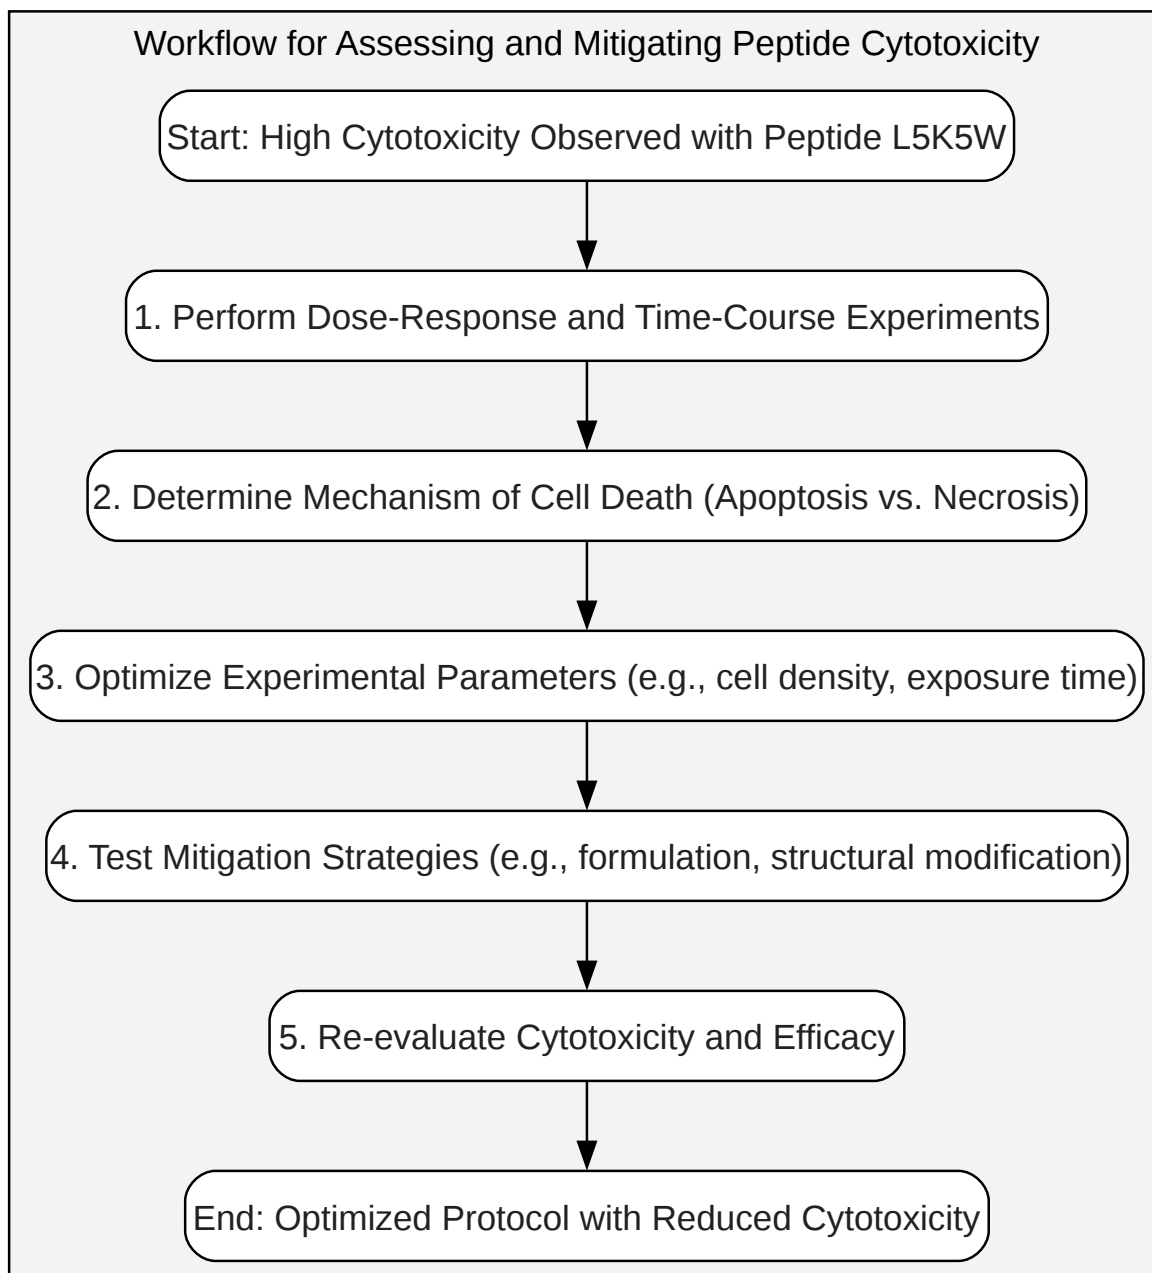 Workflow for Assessing and Mitigating Peptide Cytotoxicity
Start: High Cytotoxicity Observed with Peptide L5K5W
1. Perform Dose-Response and Time-Course Experiments
2. Determine Mechanism of Cell Death (Apoptosis vs. Necrosis)
3. Optimize Experimental Parameters (e.g., cell density, exposure time)
4. Test Mitigation Strategies (e.g., formulation, structural modification)
5. Re-evaluate Cytotoxicity and Efficacy
End: Optimized Protocol with Reduced Cytotoxicity